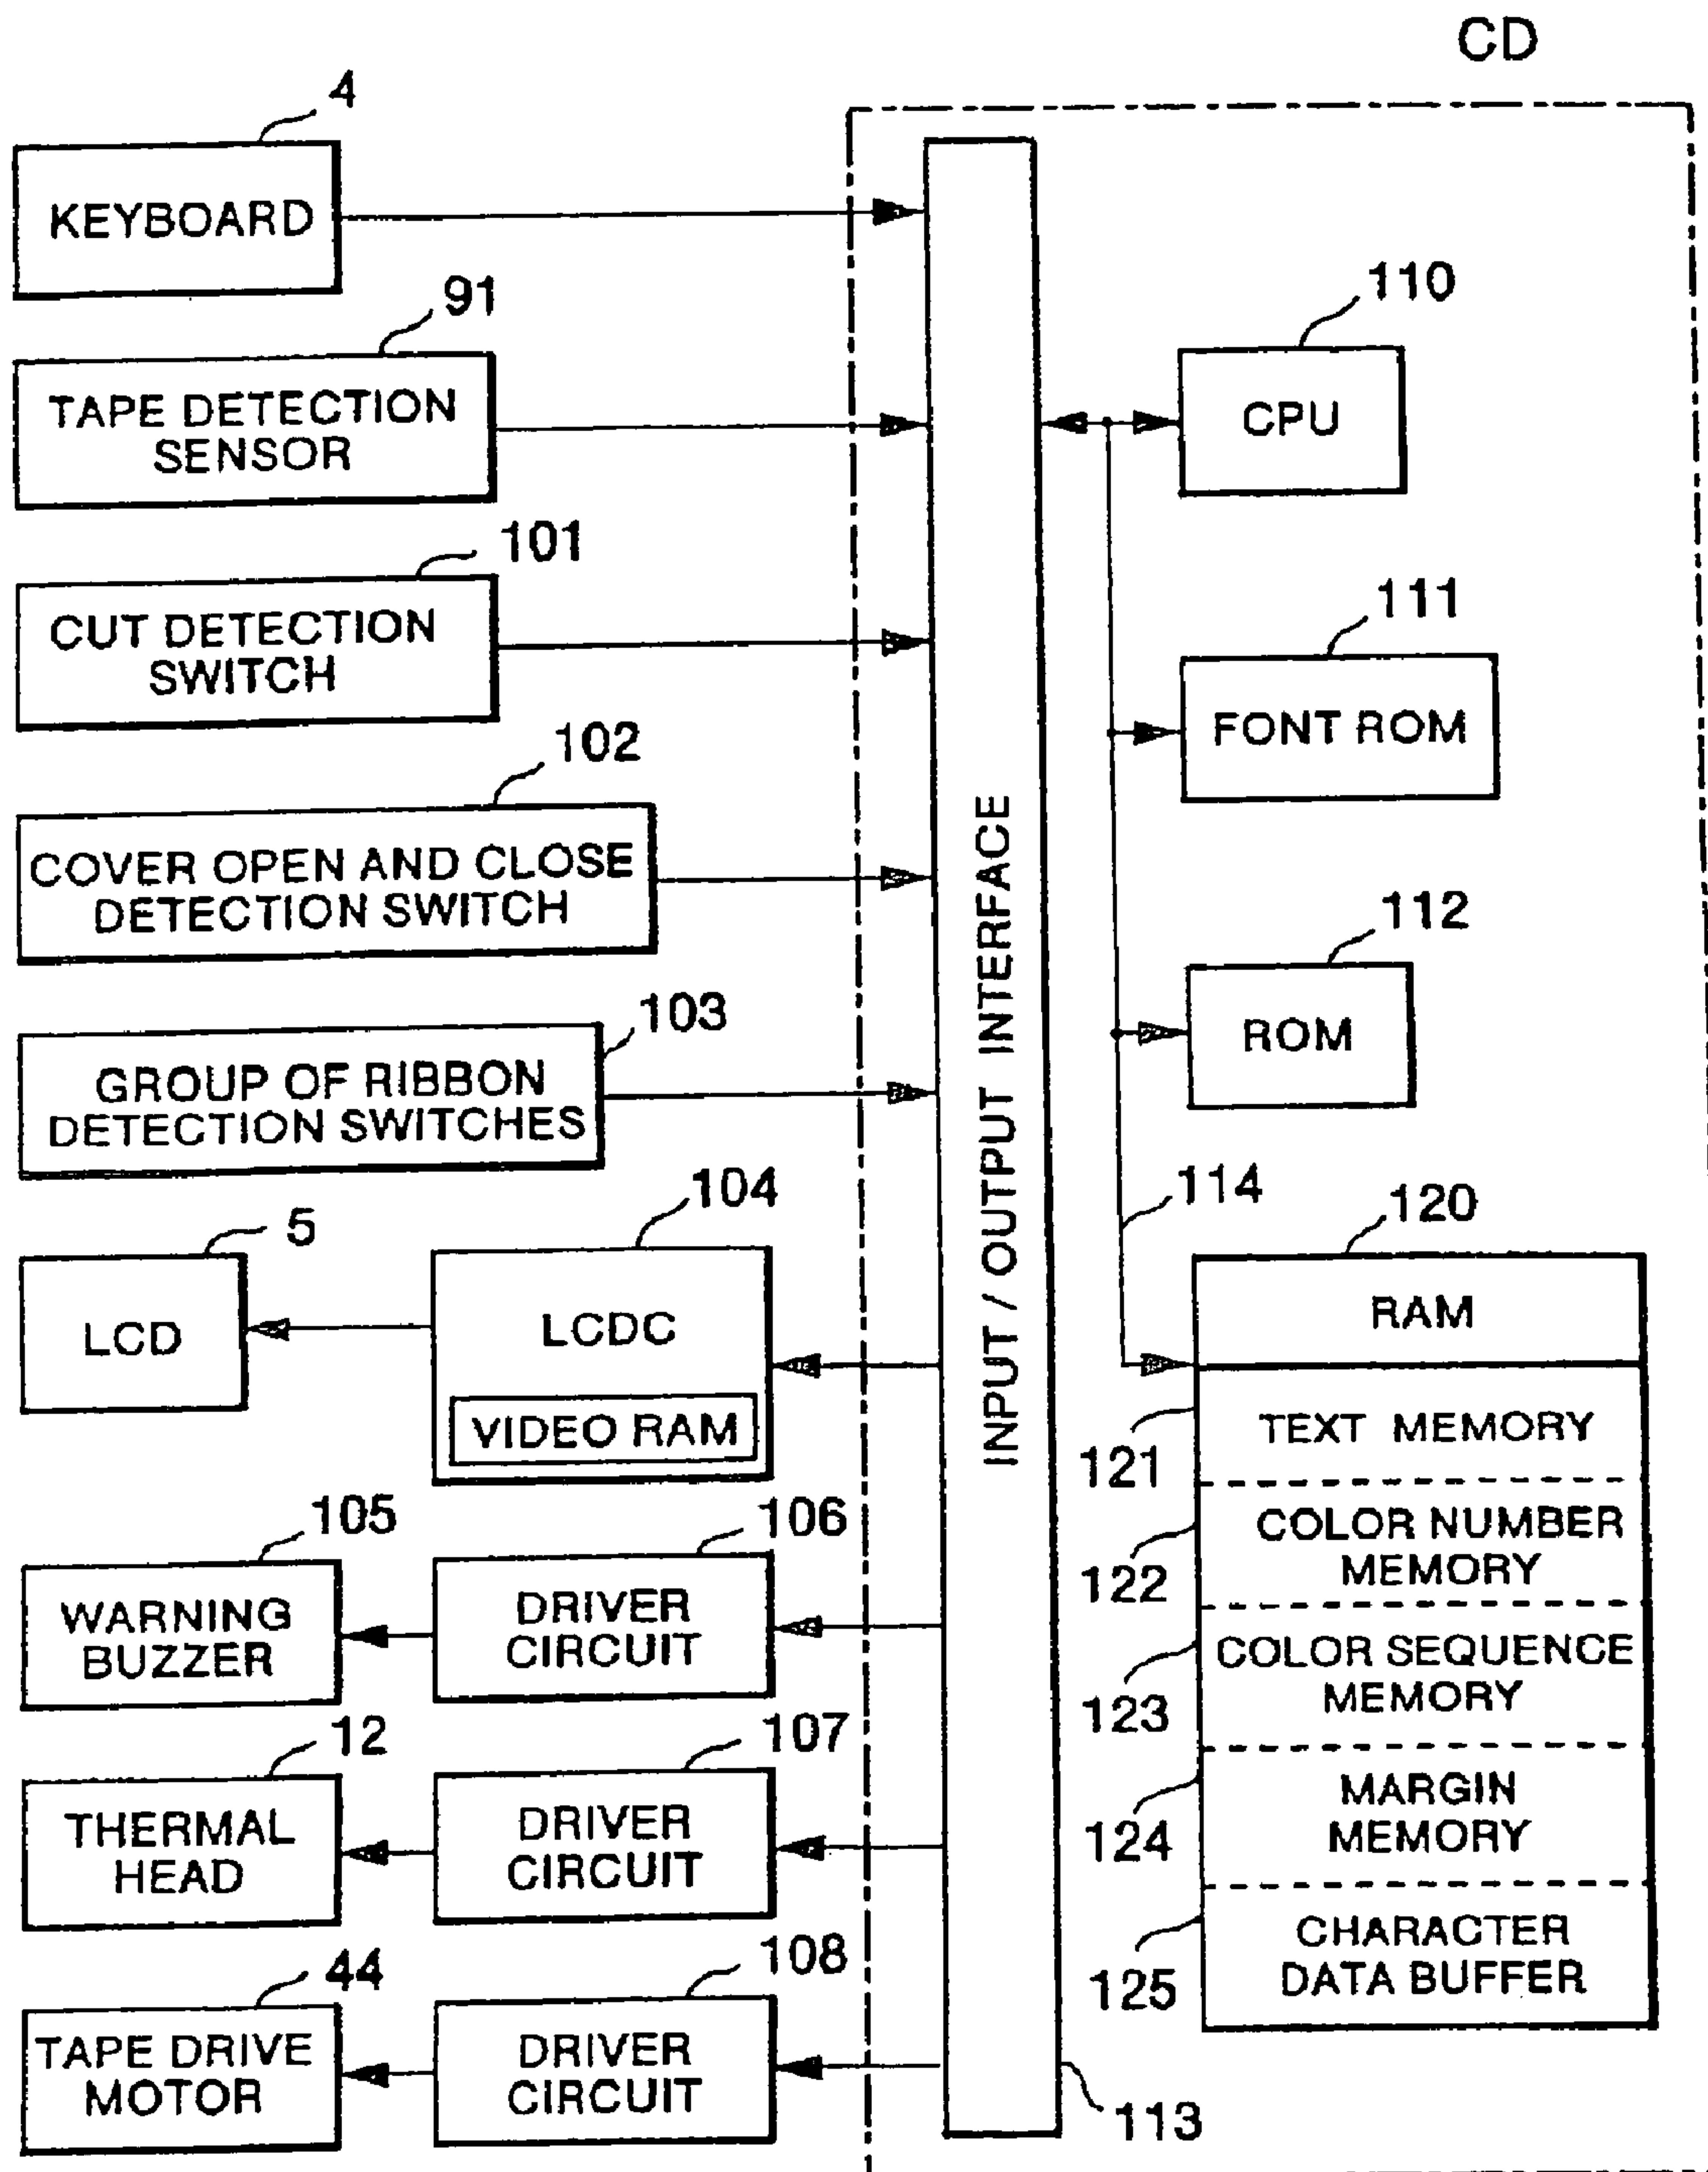 CD
4
KEYBOARD
91
TAPE DETECTION
SENSOR
101
CUT DETECTION
SWITCH
102
COVER OPEN AND CLOSE
DETECTION SWITCH
103
GROUP OF RIBBON
DETECTION SWITCHES
5
LCD
104
LCDC
VIDEO RAM
105
WARNING
BUZZER
106
DRIVER
CIRCUIT
12
THERMAL
HEAD
107
DRIVER
CIRCUIT
44
TAPE DRIVE
MOTOR
108
DRIVER
CIRCUIT
INPUT / OUTPUT INTERFACE
113
110
CPU
111
FONT ROM
112
ROM
114
120
RAM
121
TEXT MEMORY
122
COLOR NUMBER
MEMORY
123
COLOR SEQUENCE
MEMORY
124
MARGIN
MEMORY
125
CHARACTER
DATA BUFFER